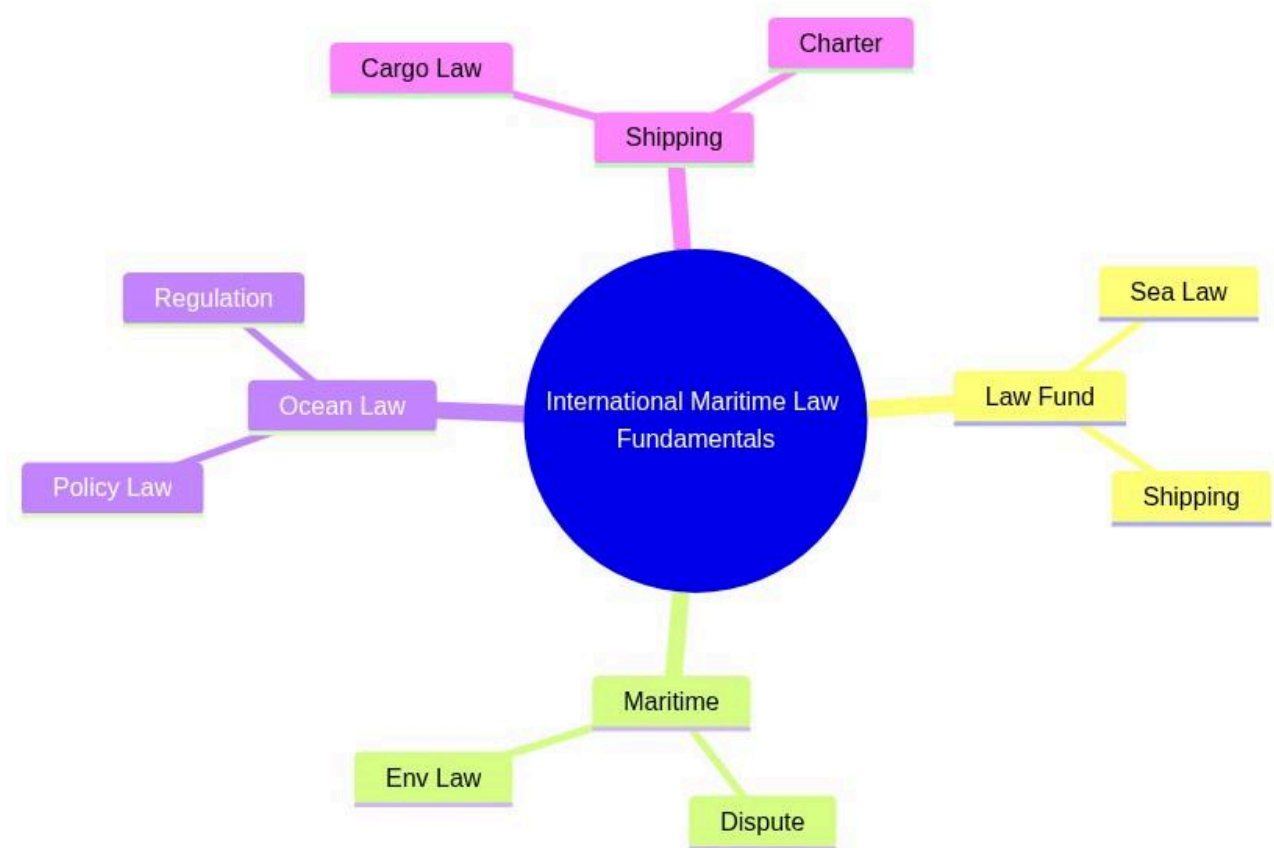 Charter
Cargo Law
Shipping
Sea Law
Regulation
Law Fund
Ocean Law
International Maritime Law
Fundamentals
Policy Law
Shipping
Maritime
Env Law
Dispute